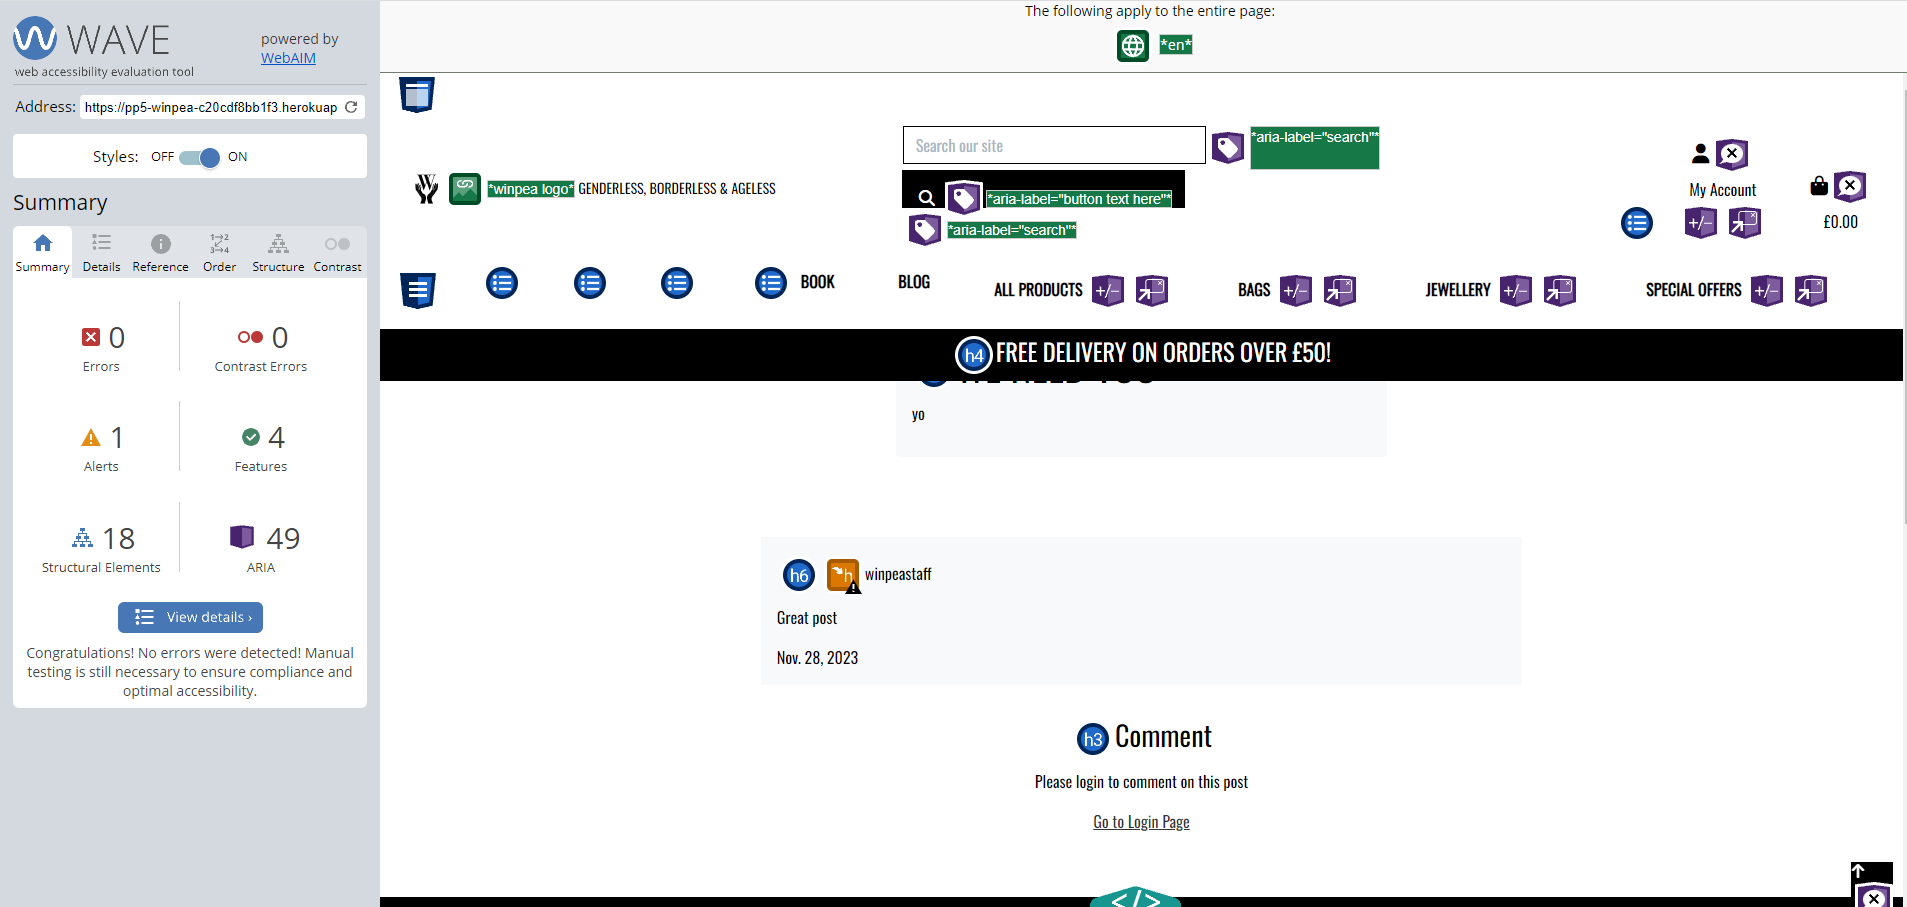 WAVE
web accessibility evaluation tool
powered by
WebAIM
Address: https://pp5-winpea-c20cdf8bb1f3.herokuap
Styles: OFF ON
Summary
Summary Details Reference Order Structure Contrast
0 Errors
0 Contrast Errors
1 Alerts
4 Features
18 Structural Elements
49 ARIA
View details ›
Congratulations! No errors were detected! Manual
testing is still necessary to ensure compliance and
optimal accessibility.
The following apply to the entire page:
*en*
Search our site
*aria-label="search"*
*winpea logo* GENDERLESS, BORDERLESS & AGELESS
*aria-label="button text here"*
*aria-label="search"*
My Account
£0.00
BOOK
BLOG
ALL PRODUCTS +/−
BAGS +/−
JEWELLERY +/−
SPECIAL OFFERS +/−
h4 FREE DELIVERY ON ORDERS OVER £50!
WE NEED YOU
yo
h6 h winpeastaff
Great post
Nov. 28, 2023
h3 Comment
Please login to comment on this post
Go to Login Page
</>